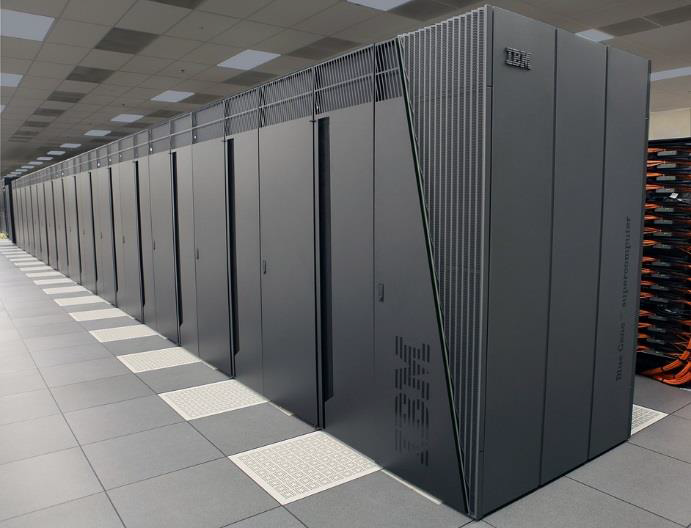 IBM
IBM
Blue Gene — supercomputer